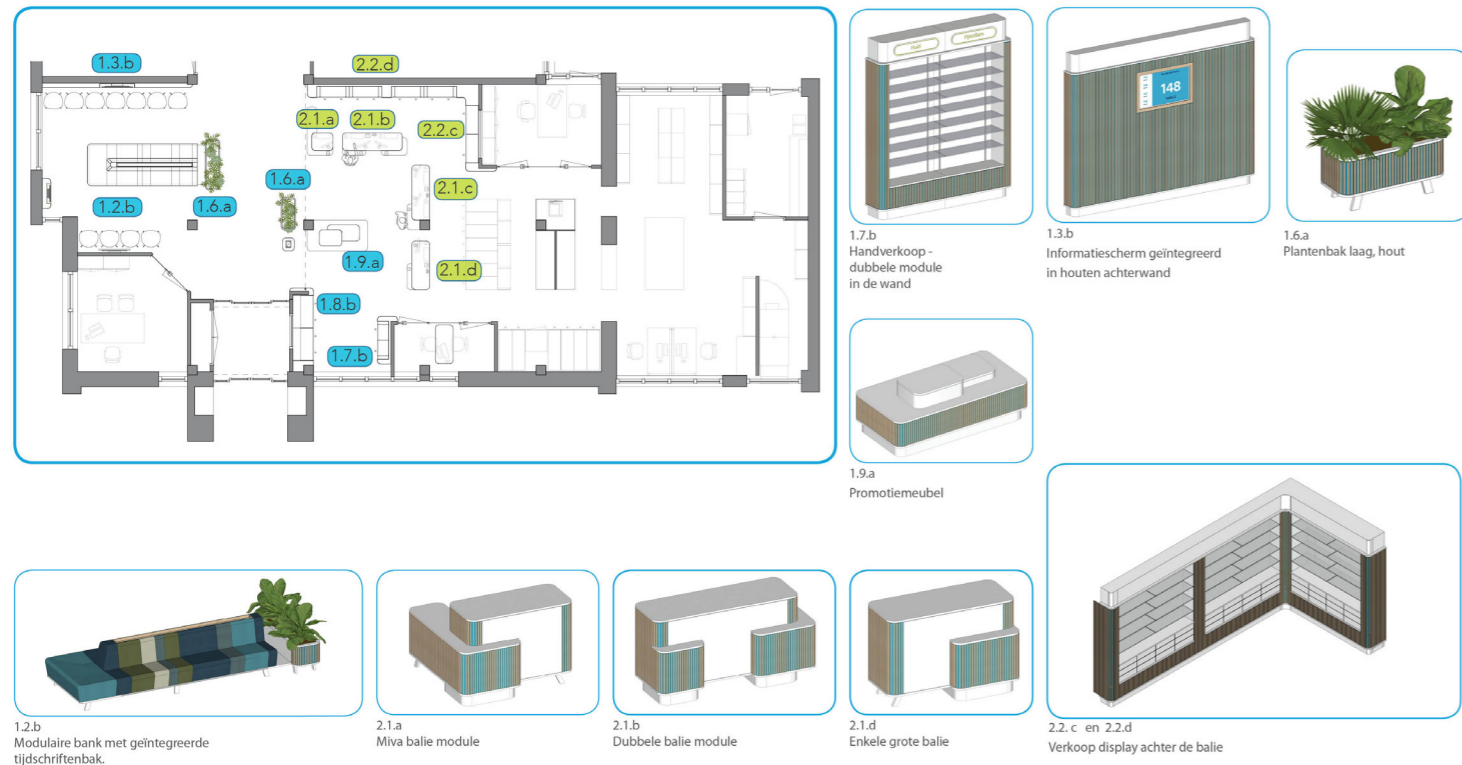 1.3.b
2.2.d
2.1.a
2.1.b
2.2.c
1.6.a
2.1.c
1.2.b
1.6.a
1.9.a
2.1.d
1.8.b
1.7.b
148
1.7.b
Handverkoop -
dubbele module
in de wand
1.3.b
Informatiescherm geïntegreerd
in houten achterwand
1.6.a
Plantenbak laag, hout
1.9.a
Promotiemeubel
1.2.b
Modulaire bank met geïntegreerde
tijdschriftenbak.
2.1.a
Miva balie module
2.1.b
Dubbele balie module
2.1.d
Enkele grote balie
2.2. c en 2.2.d
Verkoop display achter de balie